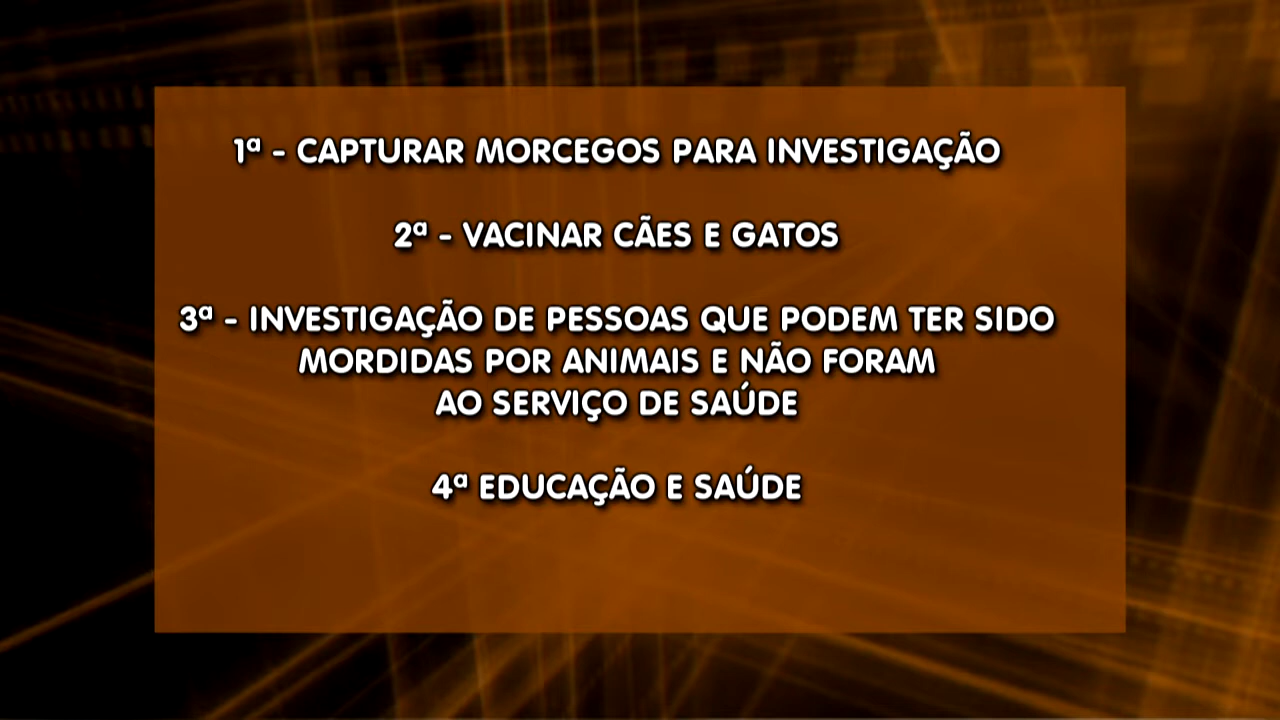 1ª - CAPTURAR MORCEGOS PARA INVESTIGAÇÃO
2ª - VACINAR CÃES E GATOS
3ª - INVESTIGAÇÃO DE PESSOAS QUE PODEM TER SIDO
MORDIDAS POR ANIMAIS E NÃO FORAM
AO SERVIÇO DE SAÚDE
4ª EDUCAÇÃO E SAÚDE